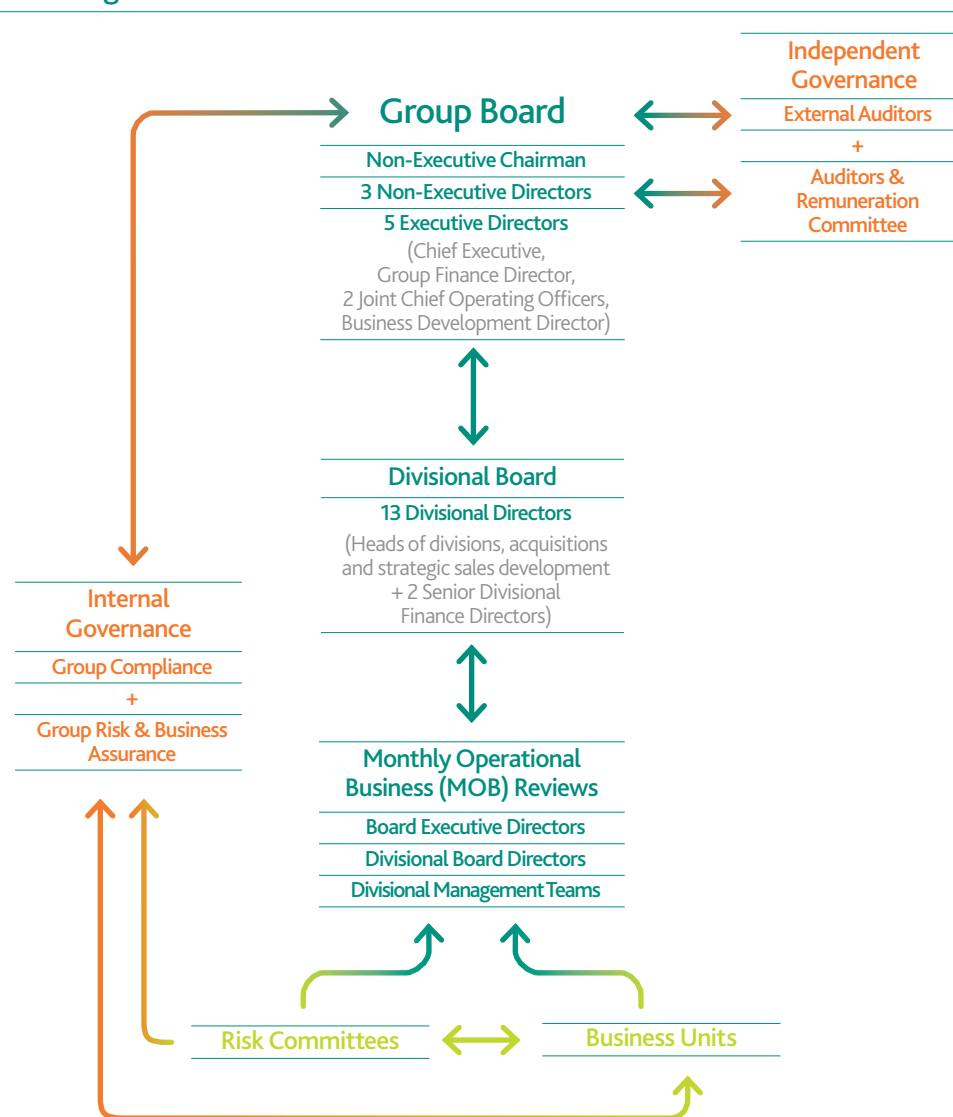 Group Board
Non-Executive Chairman
3 Non-Executive Directors
5 Executive Directors
(Chief Executive,
Group Finance Director,
2 Joint Chief Operating Officers,
Business Development Director)
Independent
Governance
External Auditors
+
Auditors &
Remuneration
Committee
Divisional Board
13 Divisional Directors
(Heads of divisions, acquisitions
and strategic sales development
+ 2 Senior Divisional
Finance Directors)
Internal
Governance
Group Compliance
+
Group Risk & Business
Assurance
Monthly Operational
Business (MOB) Reviews
Board Executive Directors
Divisional Board Directors
Divisional Management Teams
Risk Committees
Business Units